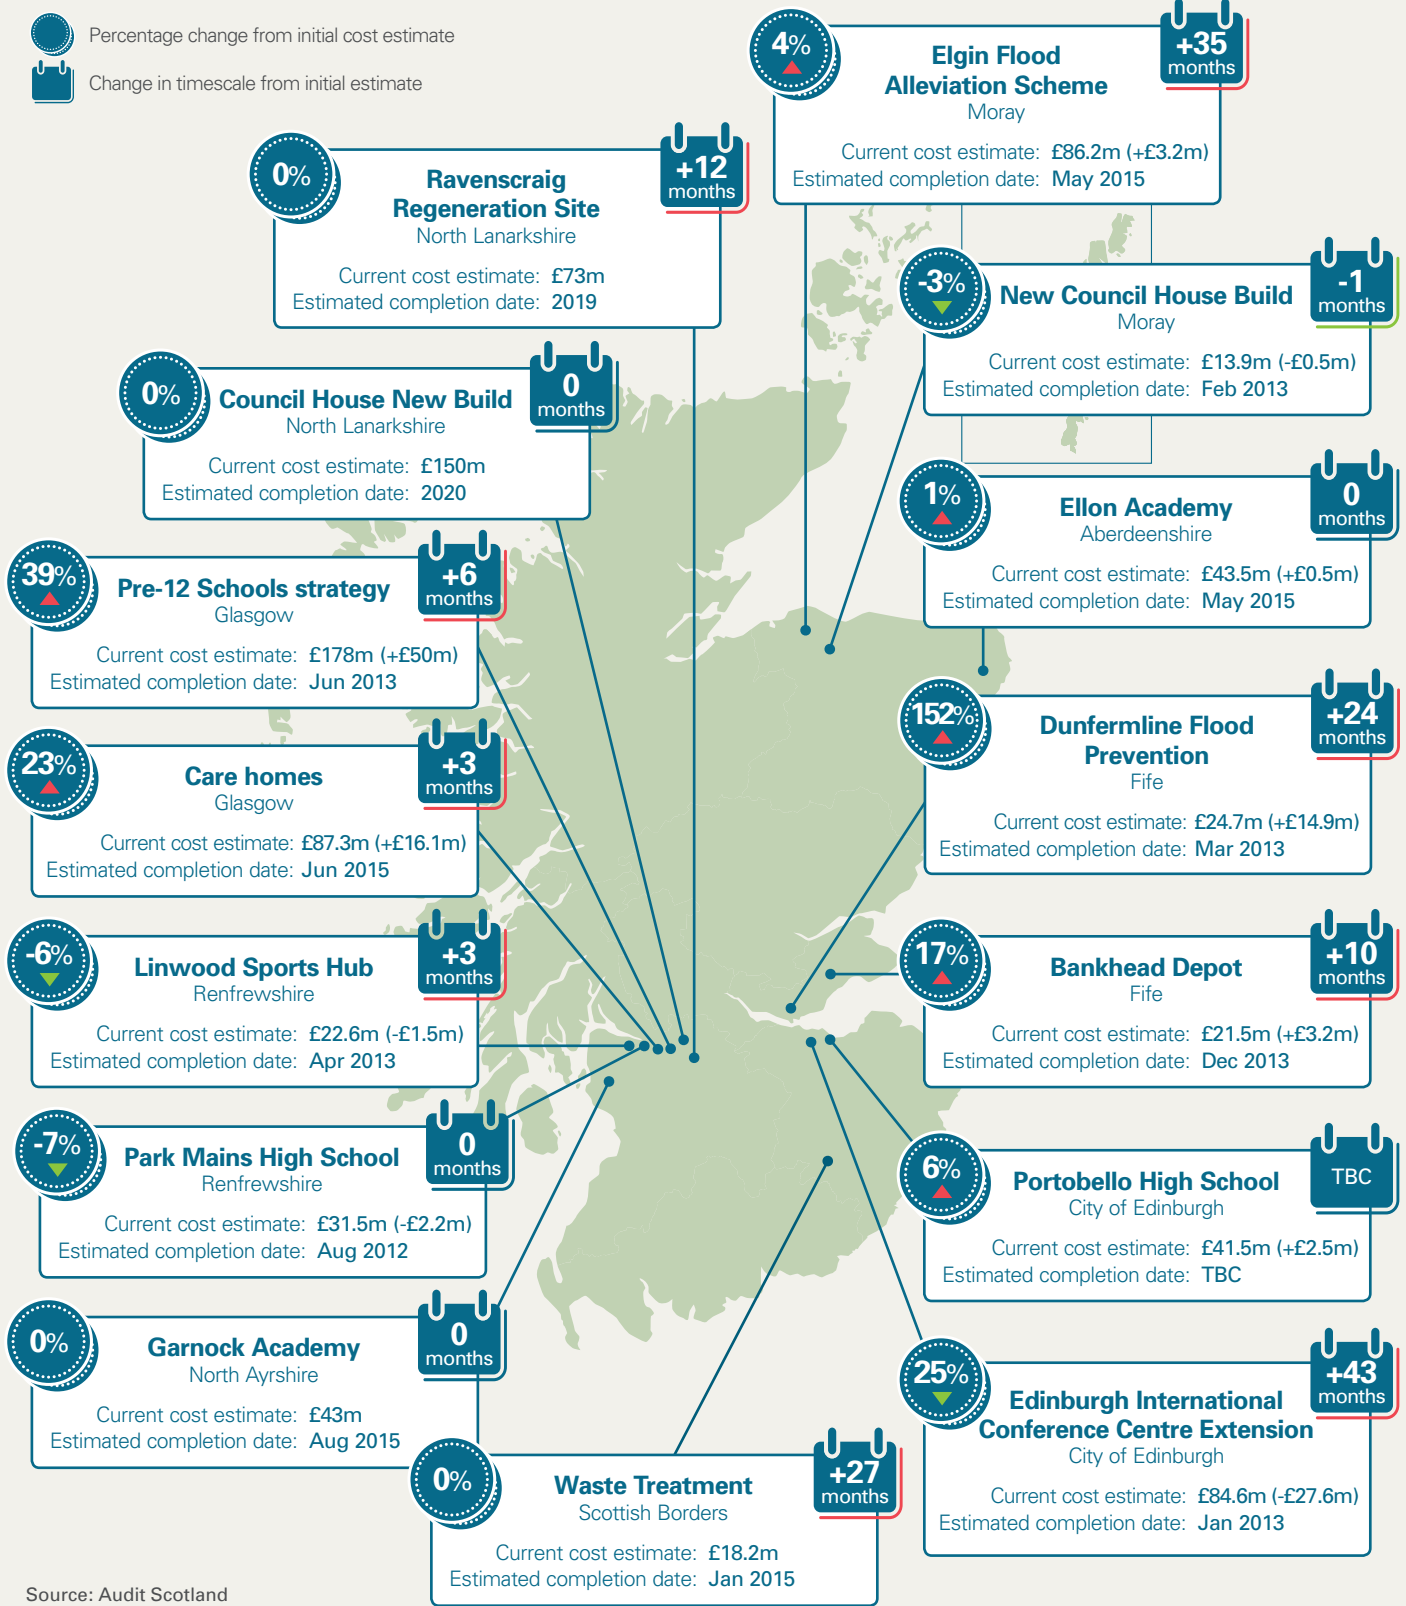 Percentage change from initial cost estimate
Change in timescale from initial estimate
4%
Elgin Flood
Alleviation Scheme
Moray
+35
months
Current cost estimate: £86.2m (+£3.2m)
Estimated completion date: May 2015
0%
Ravenscraig
Regeneration Site
North Lanarkshire
+12
months
Current cost estimate: £73m
Estimated completion date: 2019
-3%
New Council House Build
Moray
-1
months
Current cost estimate: £13.9m (-£0.5m)
Estimated completion date: Feb 2013
0%
Council House New Build
North Lanarkshire
0
months
Current cost estimate: £150m
Estimated completion date: 2020
1%
Ellon Academy
Aberdeenshire
0
months
Current cost estimate: £43.5m (+£0.5m)
Estimated completion date: May 2015
39%
Pre-12 Schools strategy
Glasgow
+6
months
Current cost estimate: £178m (+£50m)
Estimated completion date: Jun 2013
152%
Dunfermline Flood
Prevention
Fife
+24
months
Current cost estimate: £24.7m (+£14.9m)
Estimated completion date: Mar 2013
23%
Care homes
Glasgow
+3
months
Current cost estimate: £87.3m (+£16.1m)
Estimated completion date: Jun 2015
-6%
Linwood Sports Hub
Renfrewshire
+3
months
Current cost estimate: £22.6m (-£1.5m)
Estimated completion date: Apr 2013
17%
Bankhead Depot
Fife
+10
months
Current cost estimate: £21.5m (+£3.2m)
Estimated completion date: Dec 2013
-7%
Park Mains High School
Renfrewshire
0
months
Current cost estimate: £31.5m (-£2.2m)
Estimated completion date: Aug 2012
6%
Portobello High School
City of Edinburgh
TBC
Current cost estimate: £41.5m (+£2.5m)
Estimated completion date: TBC
0%
Garnock Academy
North Ayrshire
0
months
Current cost estimate: £43m
Estimated completion date: Aug 2015
25%
Edinburgh International
Conference Centre Extension
City of Edinburgh
+43
months
Current cost estimate: £84.6m (-£27.6m)
Estimated completion date: Jan 2013
0%
Waste Treatment
Scottish Borders
+27
months
Current cost estimate: £18.2m
Estimated completion date: Jan 2015
Source: Audit Scotland